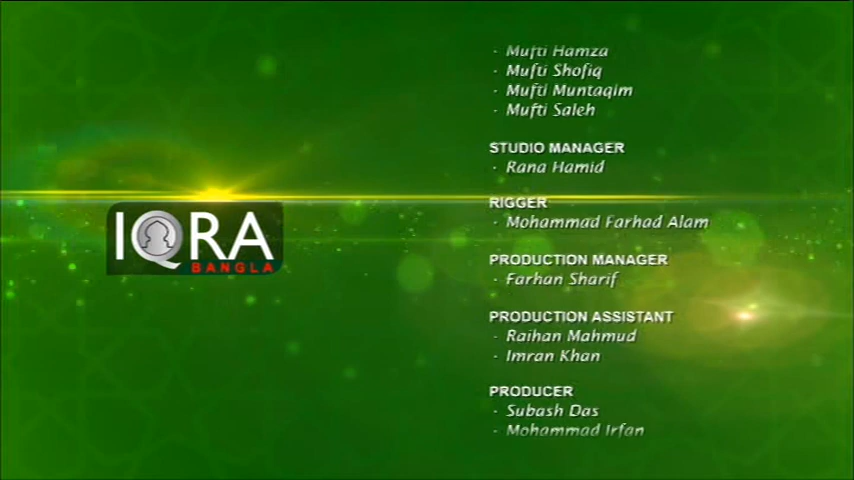 IQRA
BANGLA
- Mufti Hamza
- Mufti Shofiq
- Mufti Muntaqim
- Mufti Saleh
STUDIO MANAGER
- Rana Hamid
RIGGER
- Mohammad Farhad Alam
PRODUCTION MANAGER
- Farhan Sharif
PRODUCTION ASSISTANT
- Raihan Mahmud
- Imran Khan
PRODUCER
- Subash Das
- Mohammad Irfan